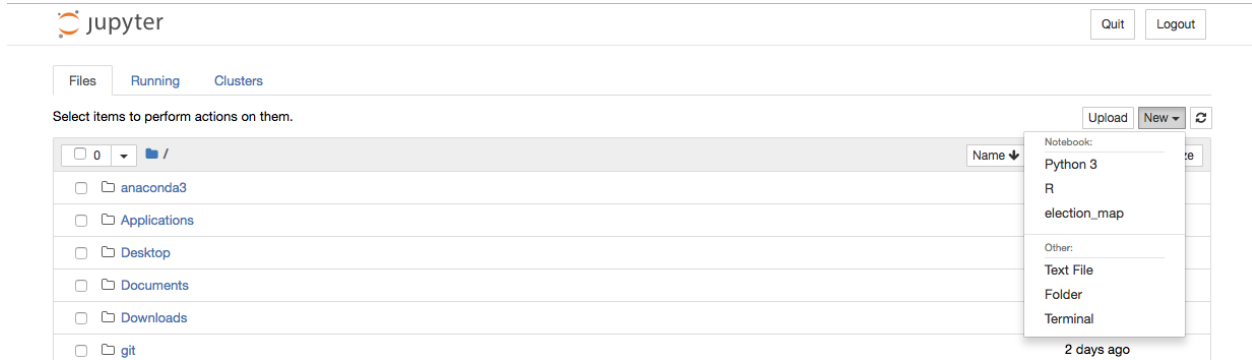 jupyter
Quit Logout
Files Running Clusters
Select items to perform actions on them.
Upload New
0 / Name
Notebook:
Python 3
R
election_map
Other:
Text File
Folder
Terminal
anaconda3
Applications
Desktop
Documents
Downloads
git 2 days ago